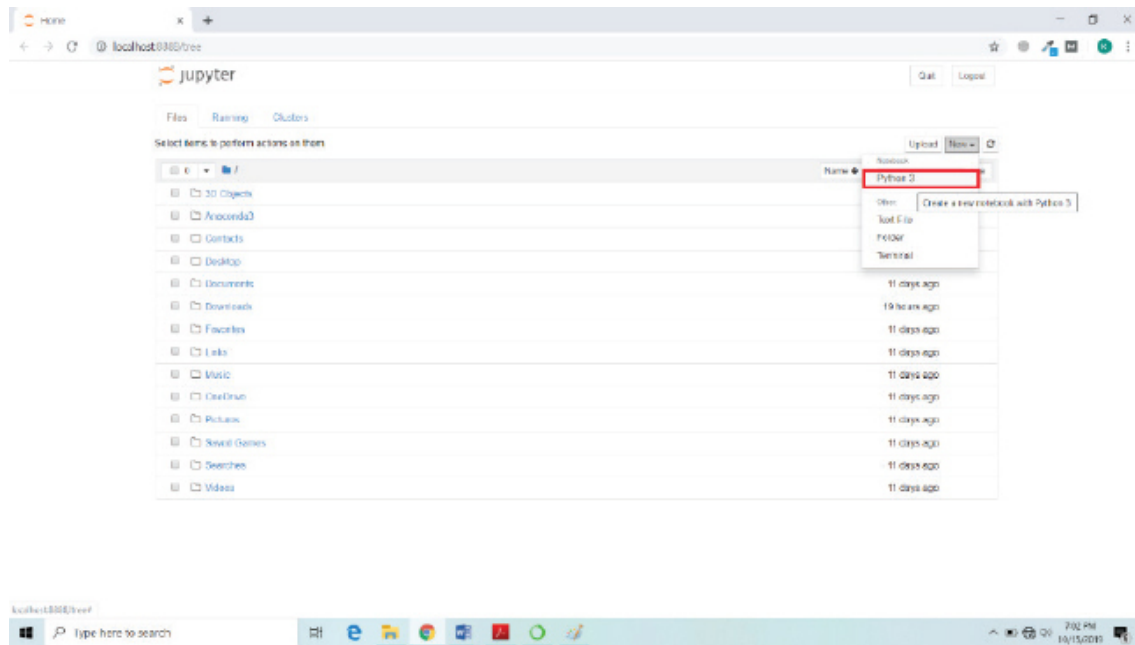 Home
localhost:8888/tree
jupyter
Quit Logout
Files Running Clusters
Select items to perform actions on them
Upload New
0 /
Name
Notebook
Python 3
Other
Create a new notebook with Python 3
Text File
Folder
Terminal
3D Objects
Anaconda3
Contacts
Desktop
Documents 11 days ago
Downloads 19 hours ago
Favorites 11 days ago
Links 11 days ago
Music 11 days ago
OneDrive 11 days ago
Pictures 11 days ago
Saved Games 11 days ago
Searches 11 days ago
Videos 11 days ago
localhost:8888/tree#
Type here to search
7:02 PM
10/15/2019